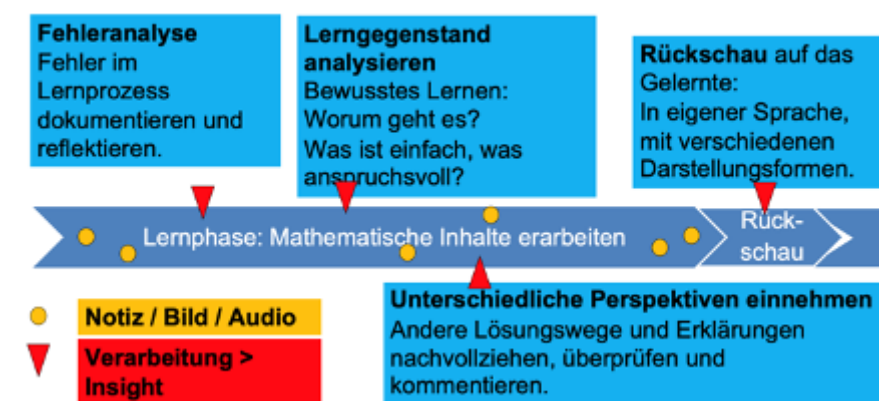 Fehleranalyse
Fehler im
Lernprozess
dokumentieren und
reflektieren.
Lerngegenstand
analysieren
Bewusstes Lernen:
Worum geht es?
Was ist einfach, was
anspruchsvoll?
Rückschau auf das
Gelernte:
In eigener Sprache,
mit verschiedenen
Darstellungsformen.
Lernphase: Mathematische Inhalte erarbeiten
Rück-
schau
Notiz / Bild / Audio
Verarbeitung >
Insight
Unterschiedliche Perspektiven einnehmen
Andere Lösungswege und Erklärungen
nachvollziehen, überprüfen und
kommentieren.